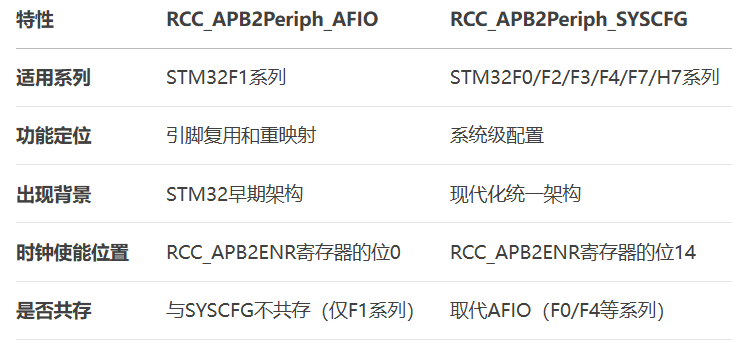 特性 RCC_APB2Periph_AFIO RCC_APB2Periph_SYSCFG
适用系列 STM32F1系列 STM32F0/F2/F3/F4/F7/H7系列
功能定位 引脚复用和重映射 系统级配置
出现背景 STM32早期架构 现代化统一架构
时钟使能位置 RCC_APB2ENR寄存器的位0 RCC_APB2ENR寄存器的位14
是否共存 与SYSCFG不共存（仅F1系列） 取代AFIO（F0/F4等系列）